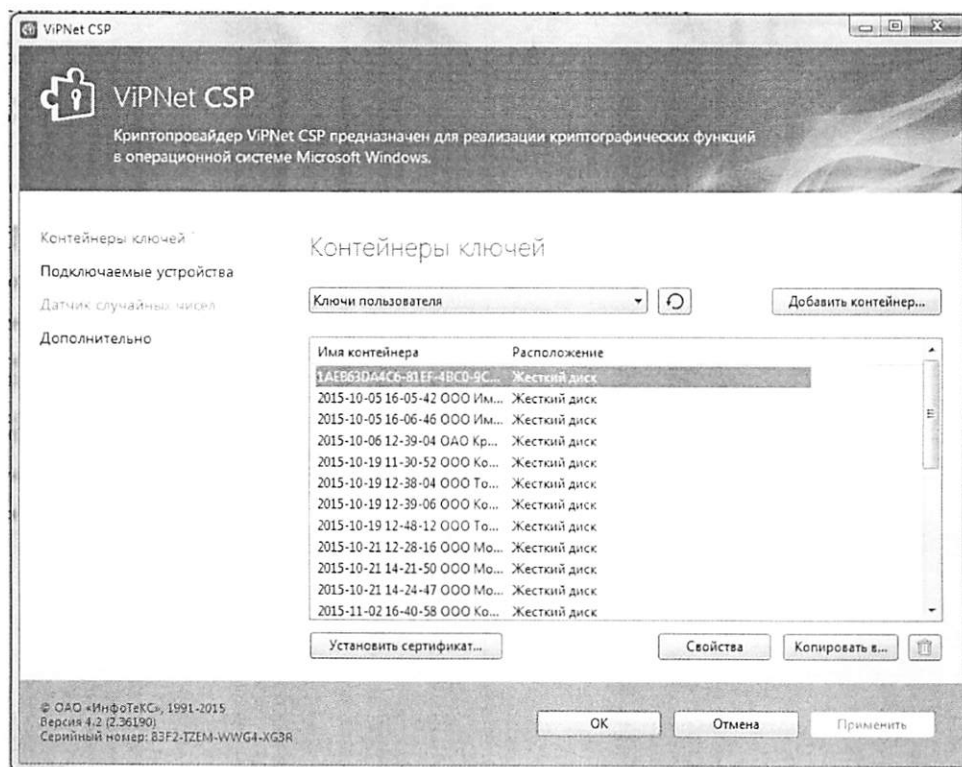 ViPNet CSP
ViPNet CSP
Криптопровайдер ViPNet CSP предназначен для реализации криптографических функций
в операционной системе Microsoft Windows.
Контейнеры ключей
Подключаемые устройства
Датчик случайных чисел
Дополнительно
Контейнеры ключей
Ключи пользователя
Добавить контейнер...
Имя контейнера Расположение
1AEB63DA4C6-81EF-4BC0-9C... Жесткий диск
2015-10-05 16-05-42 ООО Им... Жесткий диск
2015-10-05 16-06-46 ООО Им... Жесткий диск
2015-10-06 12-39-04 ОАО Кр... Жесткий диск
2015-10-19 11-30-52 ООО Ко... Жесткий диск
2015-10-19 12-38-04 ООО То... Жесткий диск
2015-10-19 12-39-06 ООО Ко... Жесткий диск
2015-10-19 12-48-12 ООО То... Жесткий диск
2015-10-21 12-28-16 ООО Мо... Жесткий диск
2015-10-21 14-21-50 ООО Мо... Жесткий диск
2015-10-21 14-24-47 ООО Мо... Жесткий диск
2015-11-02 16-40-58 ООО Ко... Жесткий диск
Установить сертификат...
Свойства
Копировать в...
© ОАО «ИнфоТеКС», 1991-2015
Версия 4.2 (2.36190)
Серийный номер: 83F2-TZEM-WWG4-XG3R
OK
Отмена
Применить